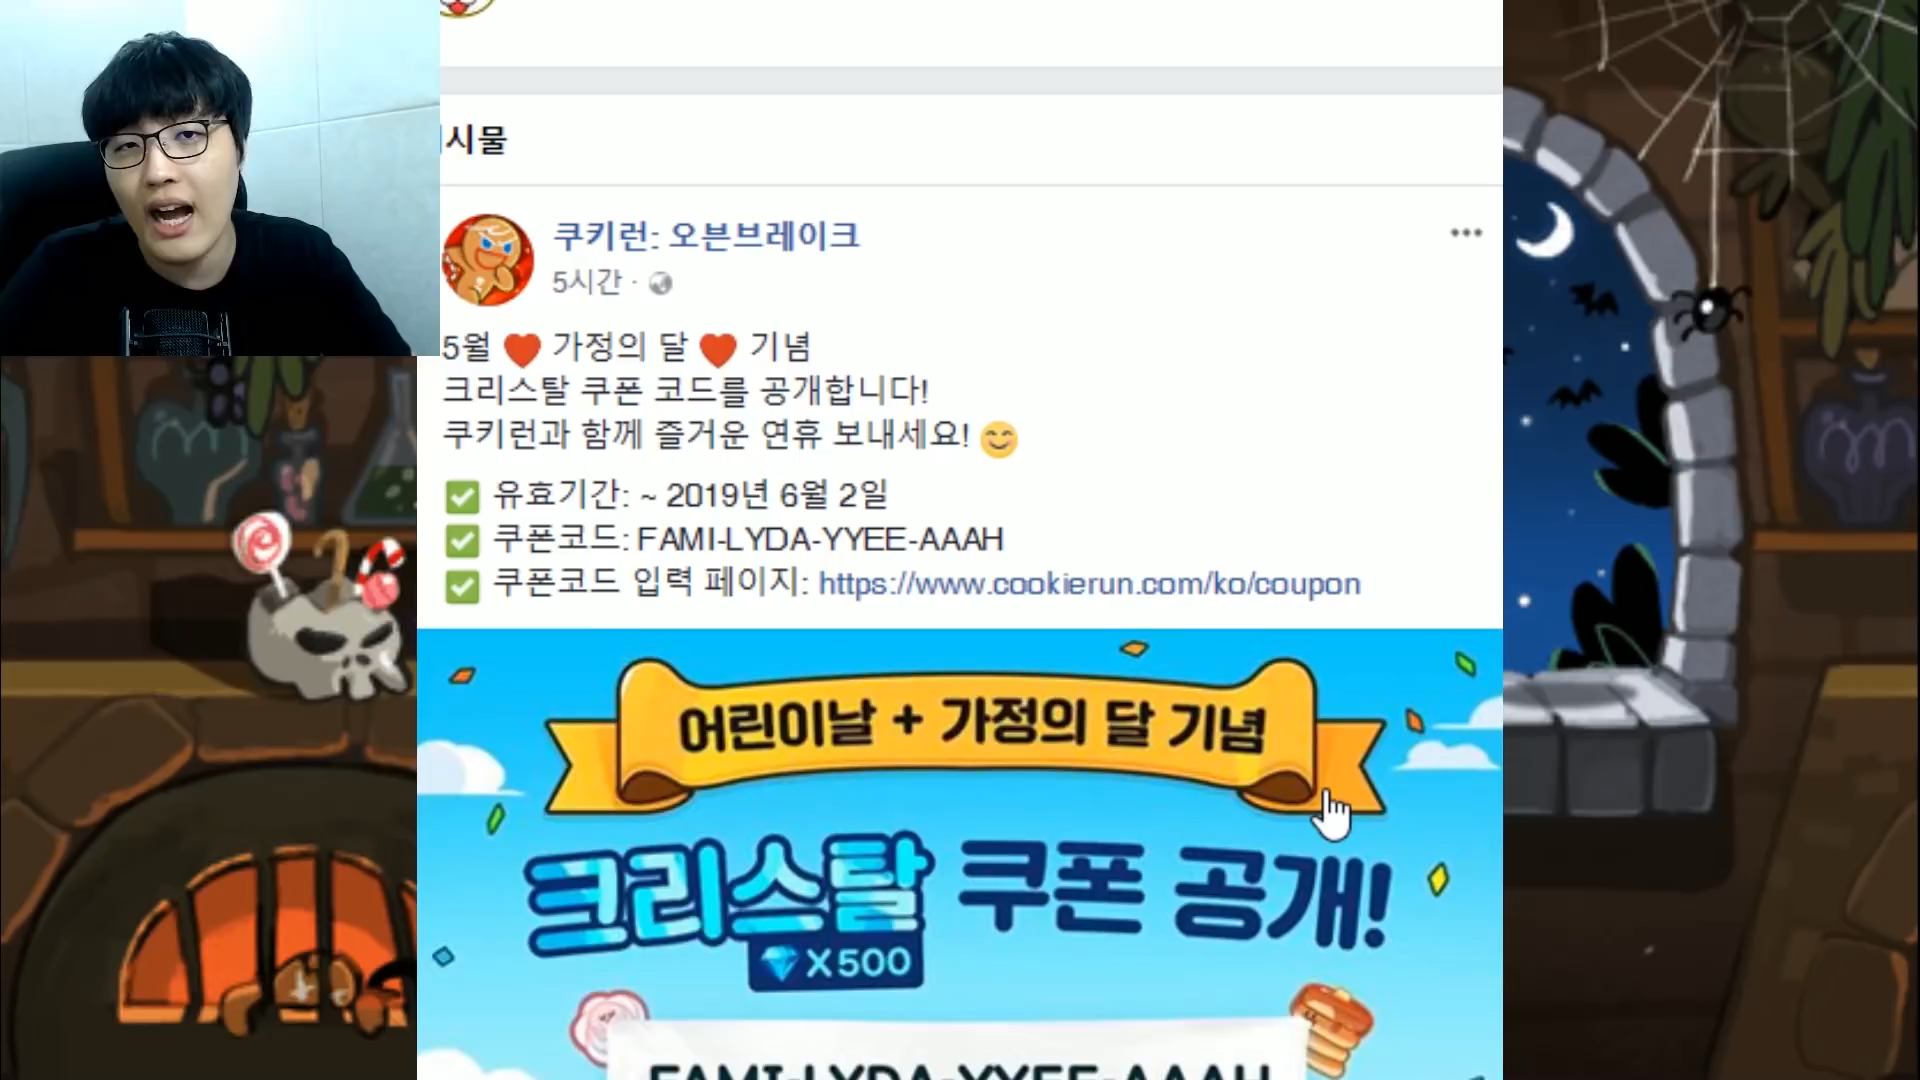 시물
쿠키런: 오븐브레이크
5시간
5월 ♥ 가정의 달 ♥ 기념
크리스탈 쿠폰 코드를 공개합니다!
쿠키런과 함께 즐거운 연휴 보내세요! 😊
✅ 유효기간: ~ 2019년 6월 2일
✅ 쿠폰코드: FAMI-LYDA-YYEE-AAAH
✅ 쿠폰코드 입력 페이지: https://www.cookierun.com/ko/coupon
어린이날 + 가정의 달 기념
크리스탈 쿠폰 공개!
X500
FAMI-LYDA-YYEE-AAAH